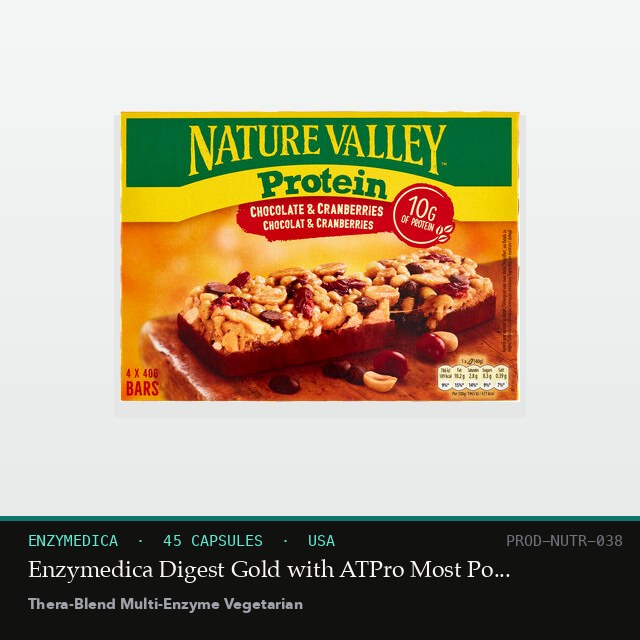 NATURE VALLEY
Protein
CHOCOLATE & CRANBERRIES
CHOCOLAT & CRANBERRIES
10G
OF PROTEIN
4 X 40G
BARS
ENZYMEDICA · 45 CAPSULES · USA
PROD–NUTR–038
Enzymedica Digest Gold with ATPro Most Po...
Thera-Blend Multi-Enzyme Vegetarian